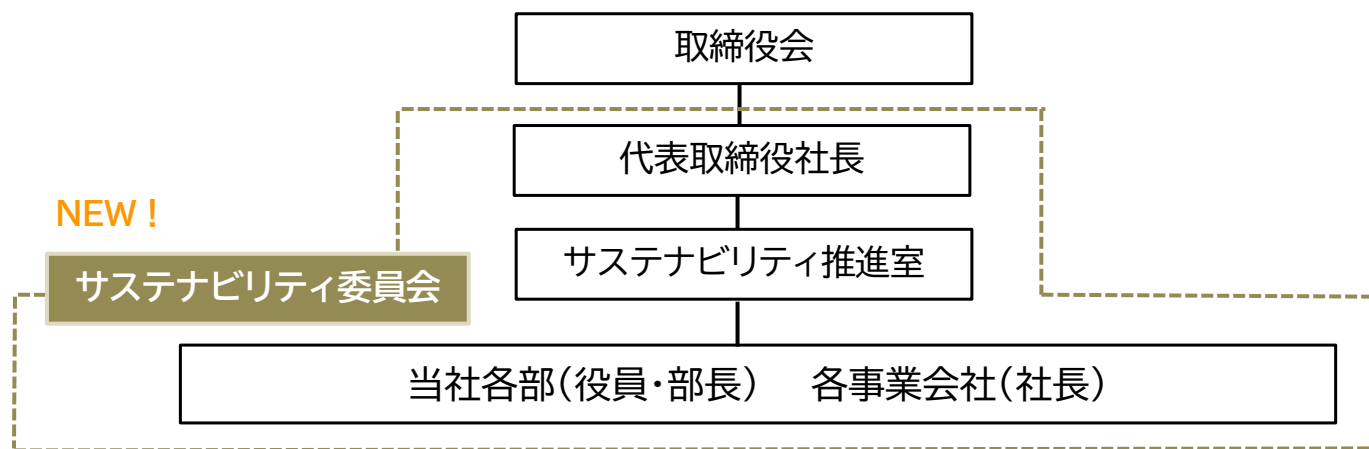 取締役会
代表取締役社長
NEW！
サステナビリティ推進室
サステナビリティ委員会
当社各部(役員・部長)　各事業会社(社長)